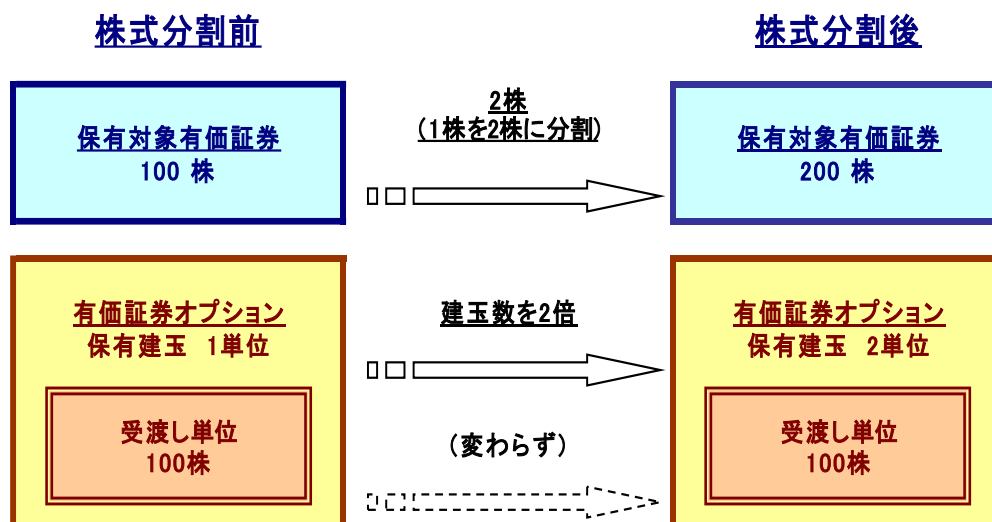 株式分割前
株式分割後
保有対象有価証券
100 株
2株
(1株を2株に分割)
保有対象有価証券
200 株
有価証券オプション
保有建玉 1単位
建玉数を2倍
有価証券オプション
保有建玉 2単位
受渡し単位
100株
(変わらず)
受渡し単位
100株